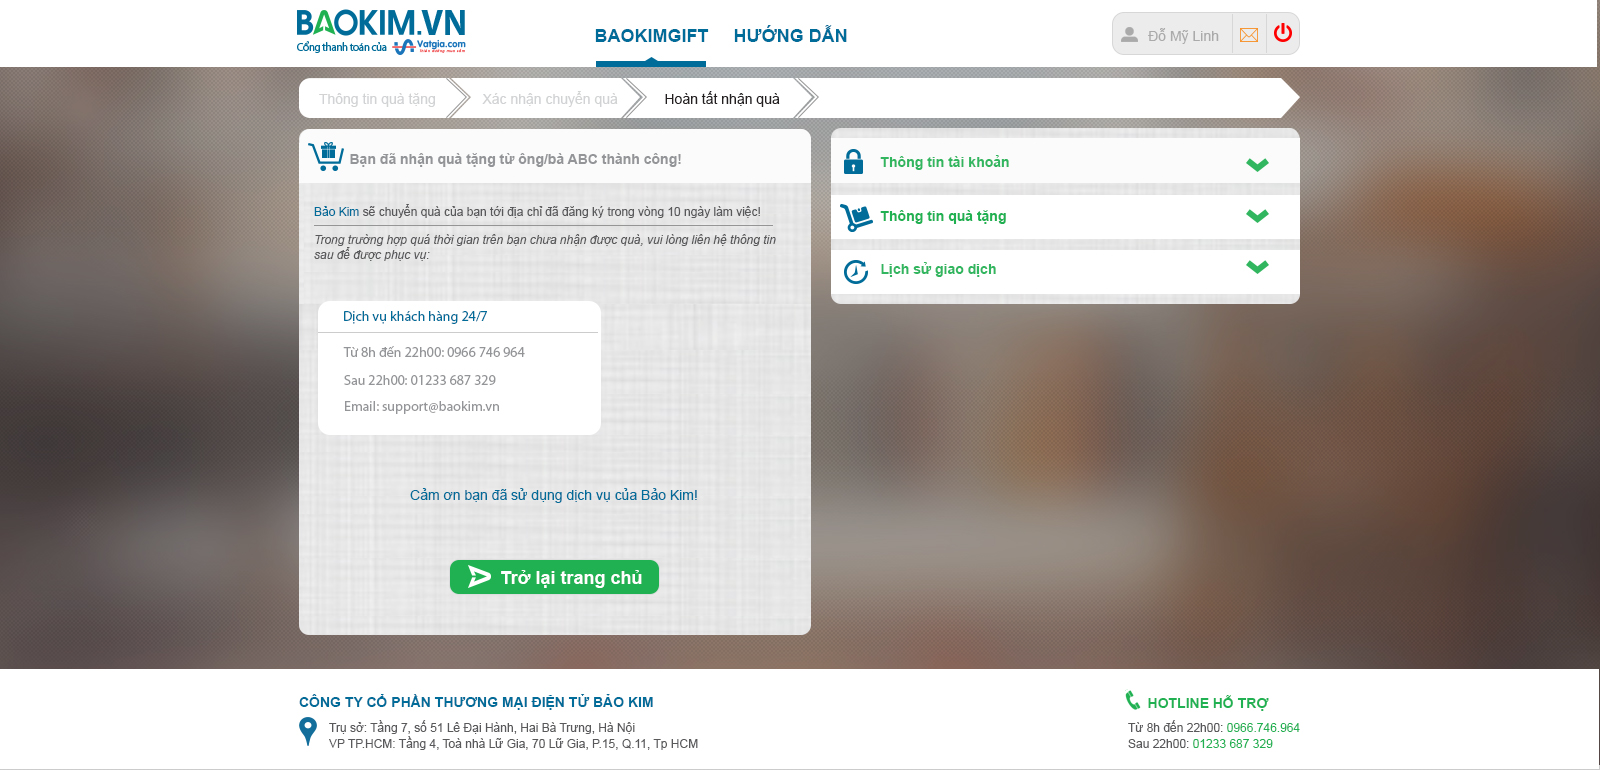 BAOKIM.VN
Cổng thanh toán của Vatgia.com
BAOKIMGIFT
HƯỚNG DẪN
Đỗ Mỹ Linh
Thông tin quà tặng
Xác nhận chuyển quà
Hoàn tất nhận quà
Bạn đã nhận quà tặng từ ông/bà ABC thành công!
Bảo Kim sẽ chuyển quà của bạn tới địa chỉ đã đăng ký trong vòng 10 ngày làm việc!
Trong trường hợp quá thời gian trên bạn chưa nhận được quà, vui lòng liên hệ thông tin
sau để được phục vụ:
Dịch vụ khách hàng 24/7
Từ 8h đến 22h00: 0966 746 964
Sau 22h00: 01233 687 329
Email: support@baokim.vn
Cảm ơn bạn đã sử dụng dịch vụ của Bảo Kim!
Trở lại trang chủ
Thông tin tài khoản
Thông tin quà tặng
Lịch sử giao dịch
CÔNG TY CỔ PHẦN THƯƠNG MẠI ĐIỆN TỬ BẢO KIM
Trụ sở: Tầng 7, số 51 Lê Đại Hành, Hai Bà Trưng, Hà Nội
VP TP.HCM: Tầng 4, Toà nhà Lữ Gia, 70 Lữ Gia, P.15, Q.11, Tp HCM
HOTLINE HỖ TRỢ
Từ 8h đến 22h00: 0966.746.964
Sau 22h00: 01233 687 329